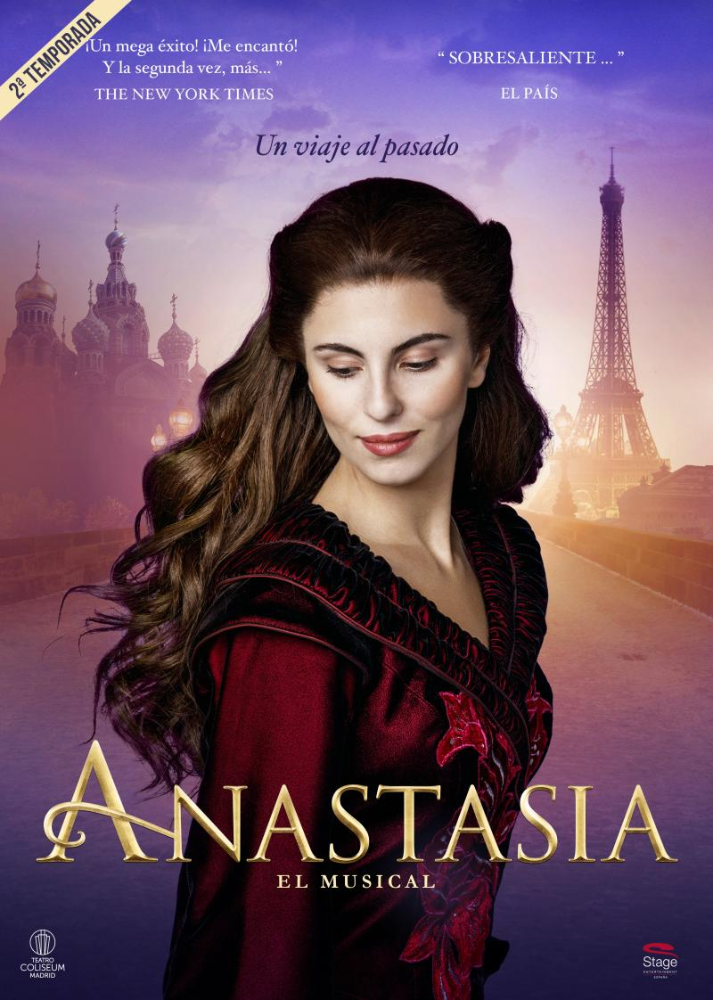 2ª TEMPORADA
¡Un mega éxito! ¡Me encantó!
Y la segunda vez, más... ”
THE NEW YORK TIMES
“ SOBRESALIENTE ... ”
EL PAÍS
Un viaje al pasado
ANASTASIA
EL MUSICAL
TEATRO
COLISEUM
MADRID
Stage
ENTERTAINMENT
ESPAÑA